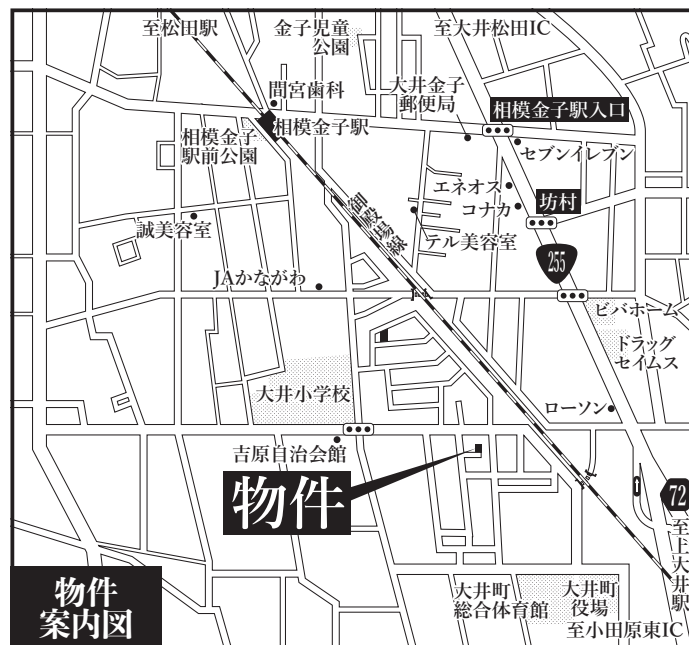 至松田駅
金子児童
公園
至大井松田IC
間宮歯科
大井金子
郵便局
相模金子駅入口
相模金子駅
相模金子
駅前公園
セブンイレブン
エネオス
コナカ
坊村
誠美容室
御殿場線
テル美容室
255
JAかながわ
ビバホーム
ドラッグ
セイムス
大井小学校
ローソン
吉原自治会館
物件
72
至上大井駅
物件
案内図
大井町
総合体育館
大井町
役場
至小田原東IC